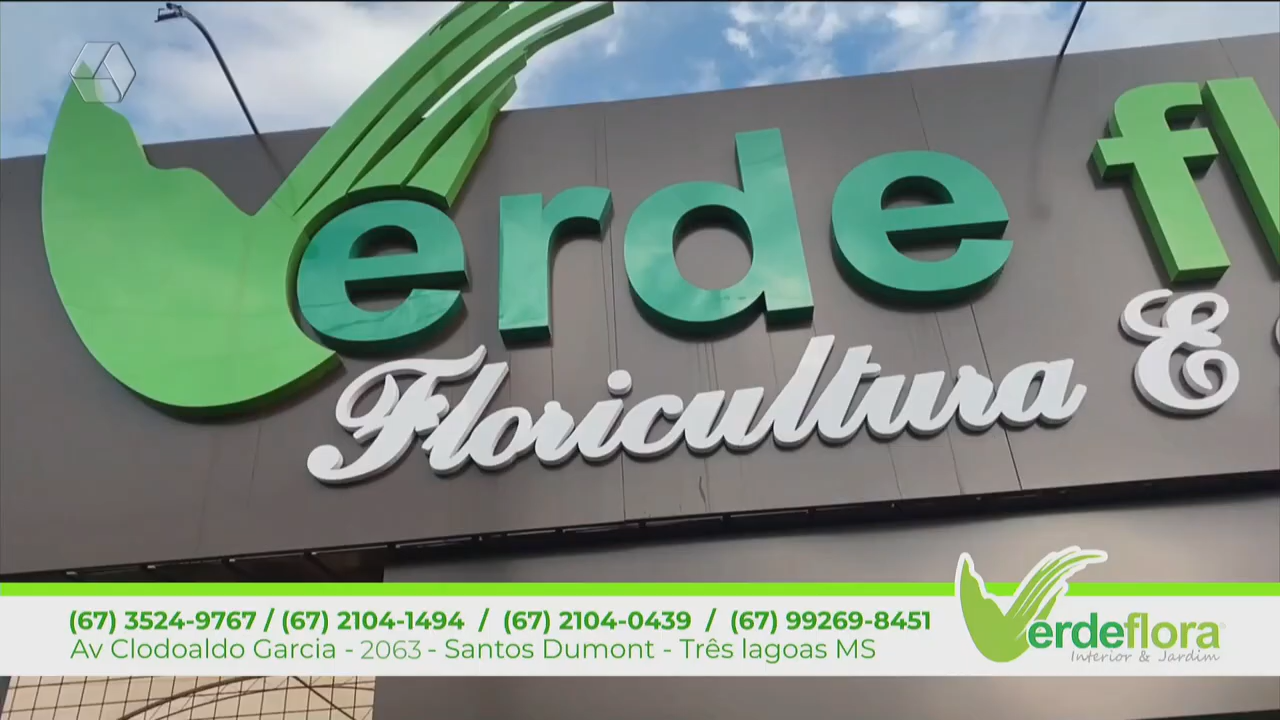 Verde fl
Floricultura E
(67) 3524-9767 / (67) 2104-1494 / (67) 2104-0439 / (67) 99269-8451
Av Clodoaldo Garcia - 2063 - Santos Dumont - Três lagoas MS
Verdeflora
Interior & Jardim